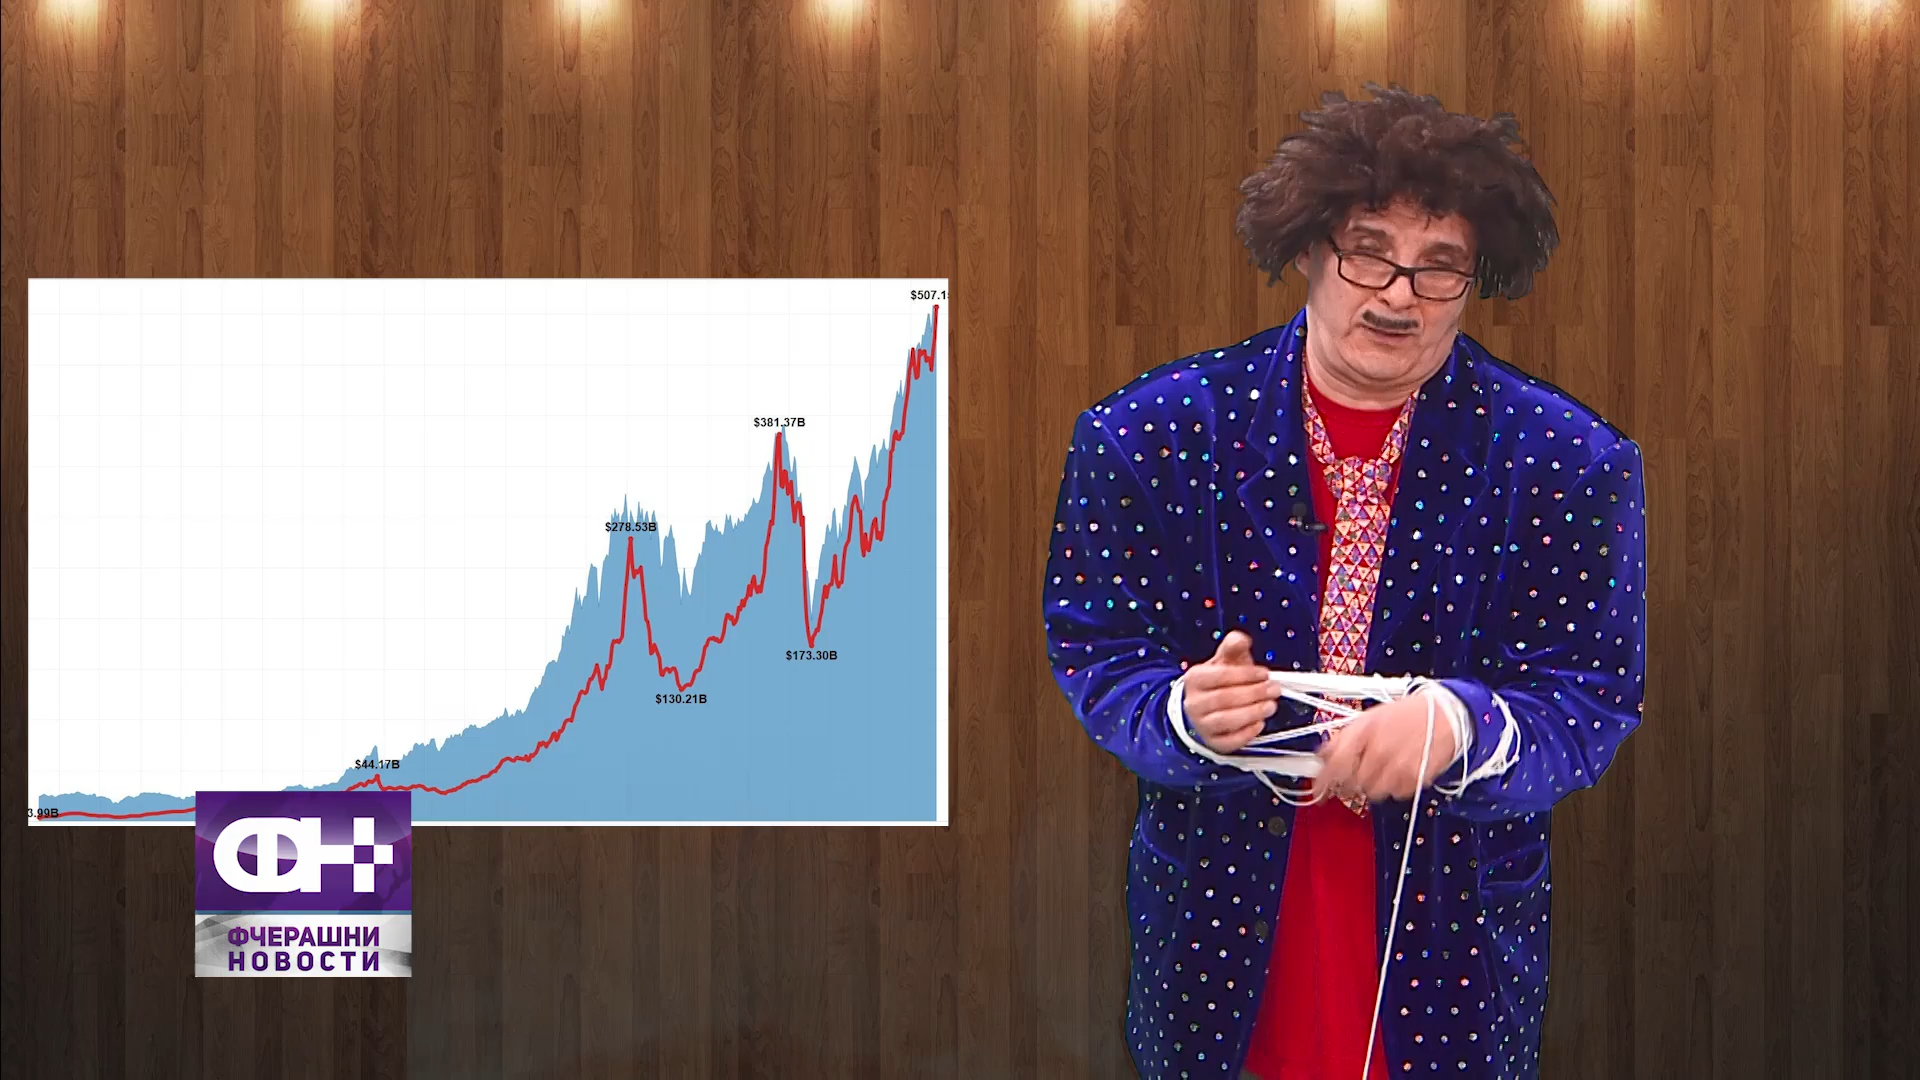 $507.1
$381.37B
$278.53B
$173.30B
$130.21B
$44.17B
3.99B
ФН+
ФЧЕРАШНИ
НОВОСТИ